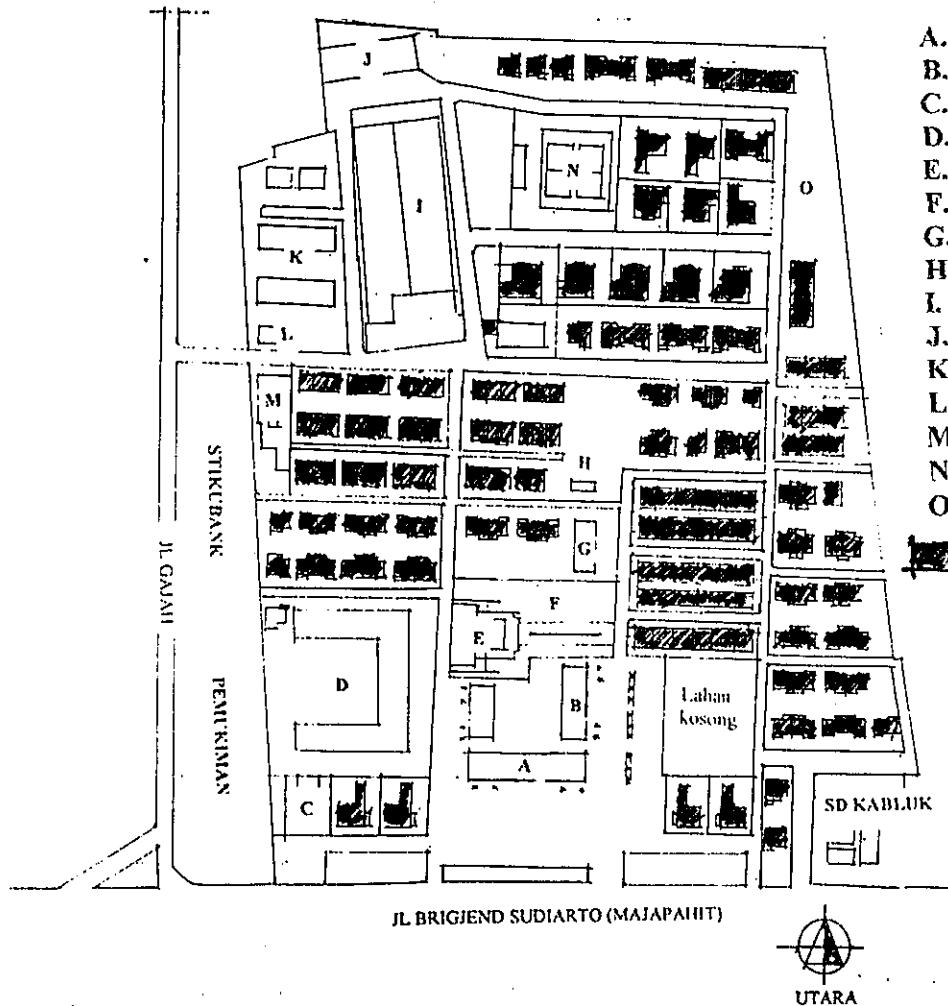 A.
B.
C.
D.
E.
F.
G.
H
I.
J.
K
L
M
N
O
J
N
O
I
K
L
M
H
G
F
E
D
B
A
C
STIKUBANK
PEMUKIMAN
JL GAJAH
Lahan
kosong
SD KABLUK
JL BRIGJEND SUDIARTO (MAJAPAHIT)
UTARA